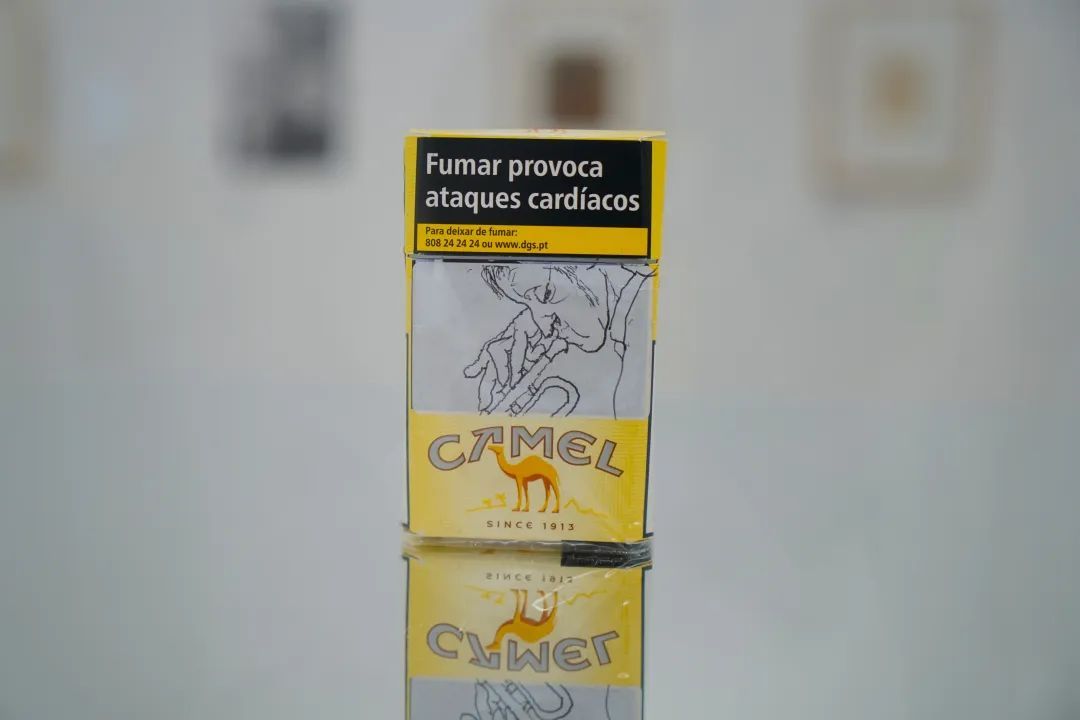 Fumar provoca
ataques cardíacos
Para deixar de fumar:
808 24 24 24 ou www.dgs.pt
CAMEL
SINCE 1913